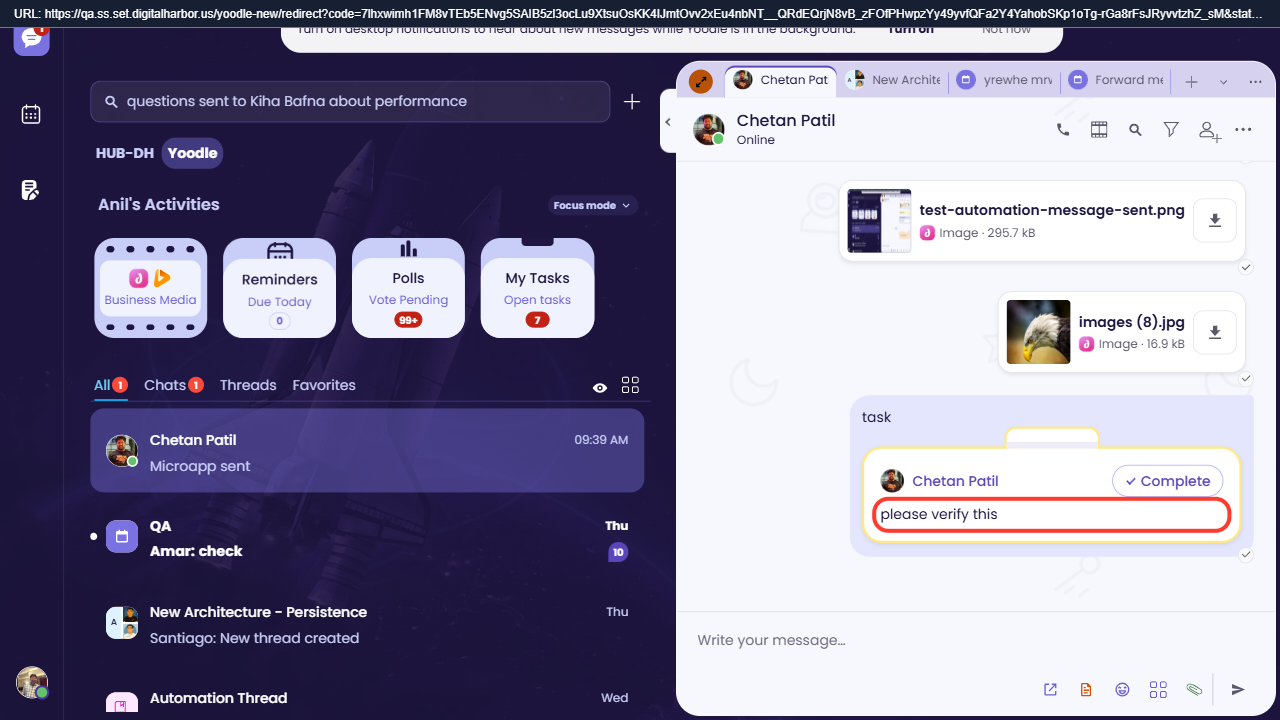 URL: https://qa.ss.set.digitalharbor.us/yoodle-new/redirect?code=7lhxwimh1FM8vTEb5ENvg5SAIB5zl3ocLu9XtsuOsKK4lJmtOvv2xEu4nbNT__QRdEQrjN8vB_zFOfPHwpzYy49yvfQFa2Y4YahobSKp1oTg-rGa8rFsJRyvvtzhZ_sM&stat...
Turn on desktop notifications to hear about new messages while Yoodle is in the background. Turn on Not now
questions sent to Kiha Bafna about performance
HUB-DH Yoodle
Anil's Activities
Focus mode
Business Media
Reminders
Due Today
0
Polls
Vote Pending
99+
My Tasks
Open tasks
7
All 1 Chats 1 Threads Favorites
Chetan Patil 09:39 AM
Microapp sent
QA Thu
Amar: check 10
New Architecture - Persistence Thu
Santiago: New thread created
Automation Thread Wed
Chetan Pat New Archite yrewhe mrv Forward me
Chetan Patil
Online
test-automation-message-sent.png
Image · 295.7 kB
images (8).jpg
Image · 16.9 kB
task
Chetan Patil Complete
please verify this
Write your message...